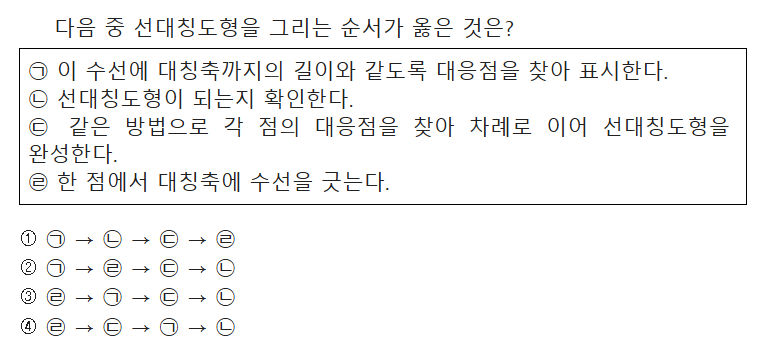 다음 중 선대칭도형을 그리는 순서가 옳은 것은?
㉠ 이 수선에 대칭축까지의 길이와 같도록 대응점을 찾아 표시한다.
㉡ 선대칭도형이 되는지 확인한다.
㉢ 같은 방법으로 각 점의 대응점을 찾아 차례로 이어 선대칭도형을
완성한다.
㉣ 한 점에서 대칭축에 수선을 긋는다.
① ㉠ → ㉡ → ㉢ → ㉣
② ㉠ → ㉣ → ㉢ → ㉡
③ ㉣ → ㉠ → ㉢ → ㉡
④ ㉣ → ㉢ → ㉠ → ㉡